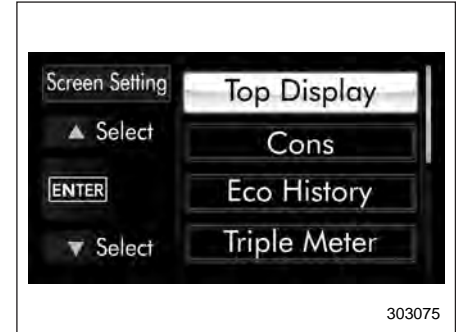 Screen Setting
▲ Select
ENTER
▼ Select
Top Display
Cons
Eco History
Triple Meter
303075